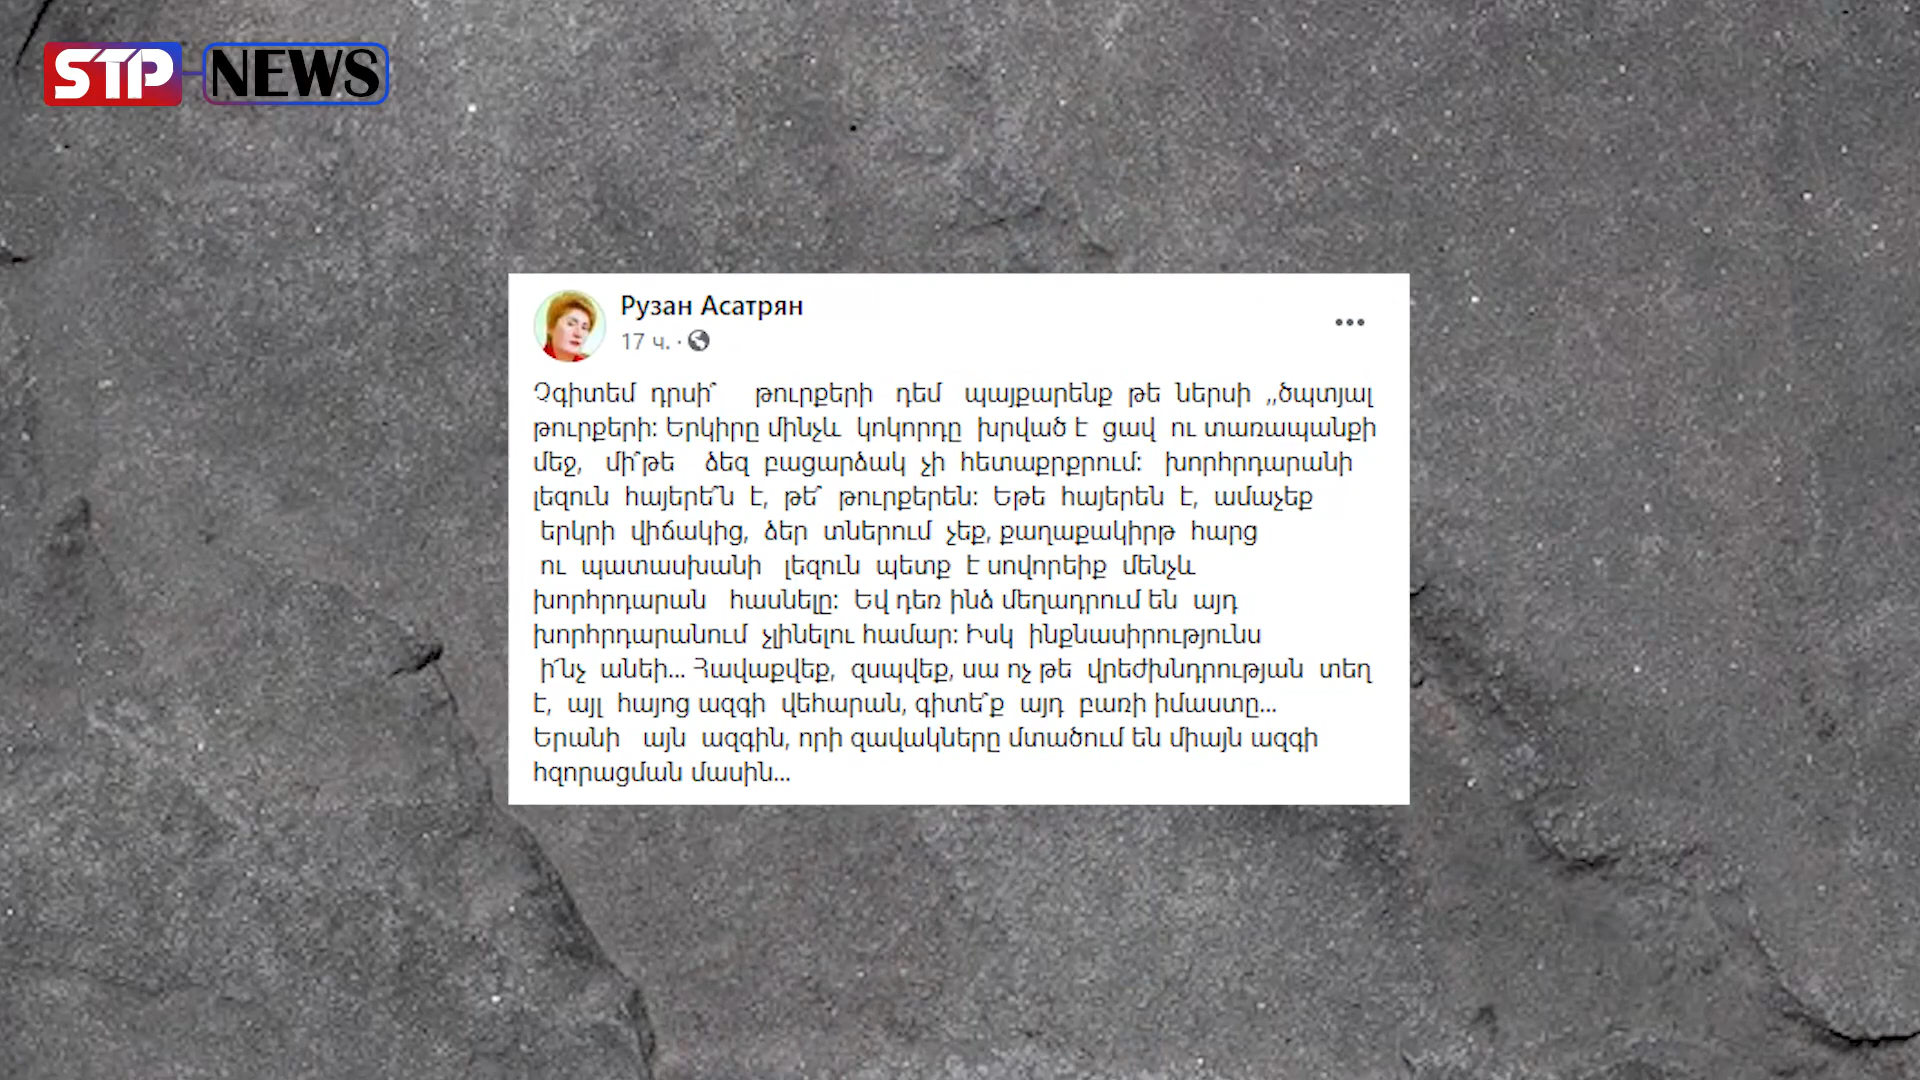 STP NEWS
Рузан Асатрян
17 ч. ·
Չգիտեմ դրսի՞ թուրքերի դեմ պայքարենք թե ներսի ,,ծպտյալ
թուրքերի: Երկիրը մինչև կոկորդը խրված է ցավ ու տառապանքի
մեջ, մի՞թե ձեզ բացարձակ չի հետաքրքրում: խորհրդարանի
լեզուն հայերե՞ն է, թե՞ թուրքերեն: Եթե հայերեն է, ամաչեք
երկրի վիճակից, ձեր տներում չեք, քաղաքակիրթ հարց
ու պատասխանի լեզուն պետք է սովորեիք մենչև
խորհրդարան հասնելը: Եվ դեռ ինձ մեղադրում են այդ
խորհրդարանում չլինելու համար: Իսկ ինքնասիրությունս
ի՜նչ անեի... Հավաքվեք, զսպվեք, սա ոչ թե վրեժխնդրության տեղ
է, այլ հայոց ազգի վեհարան, գիտե՞ք այդ բառի իմաստը...
Երանի այն ազգին, որի զավակները մտածում են միայն ազգի
հզորացման մասին...